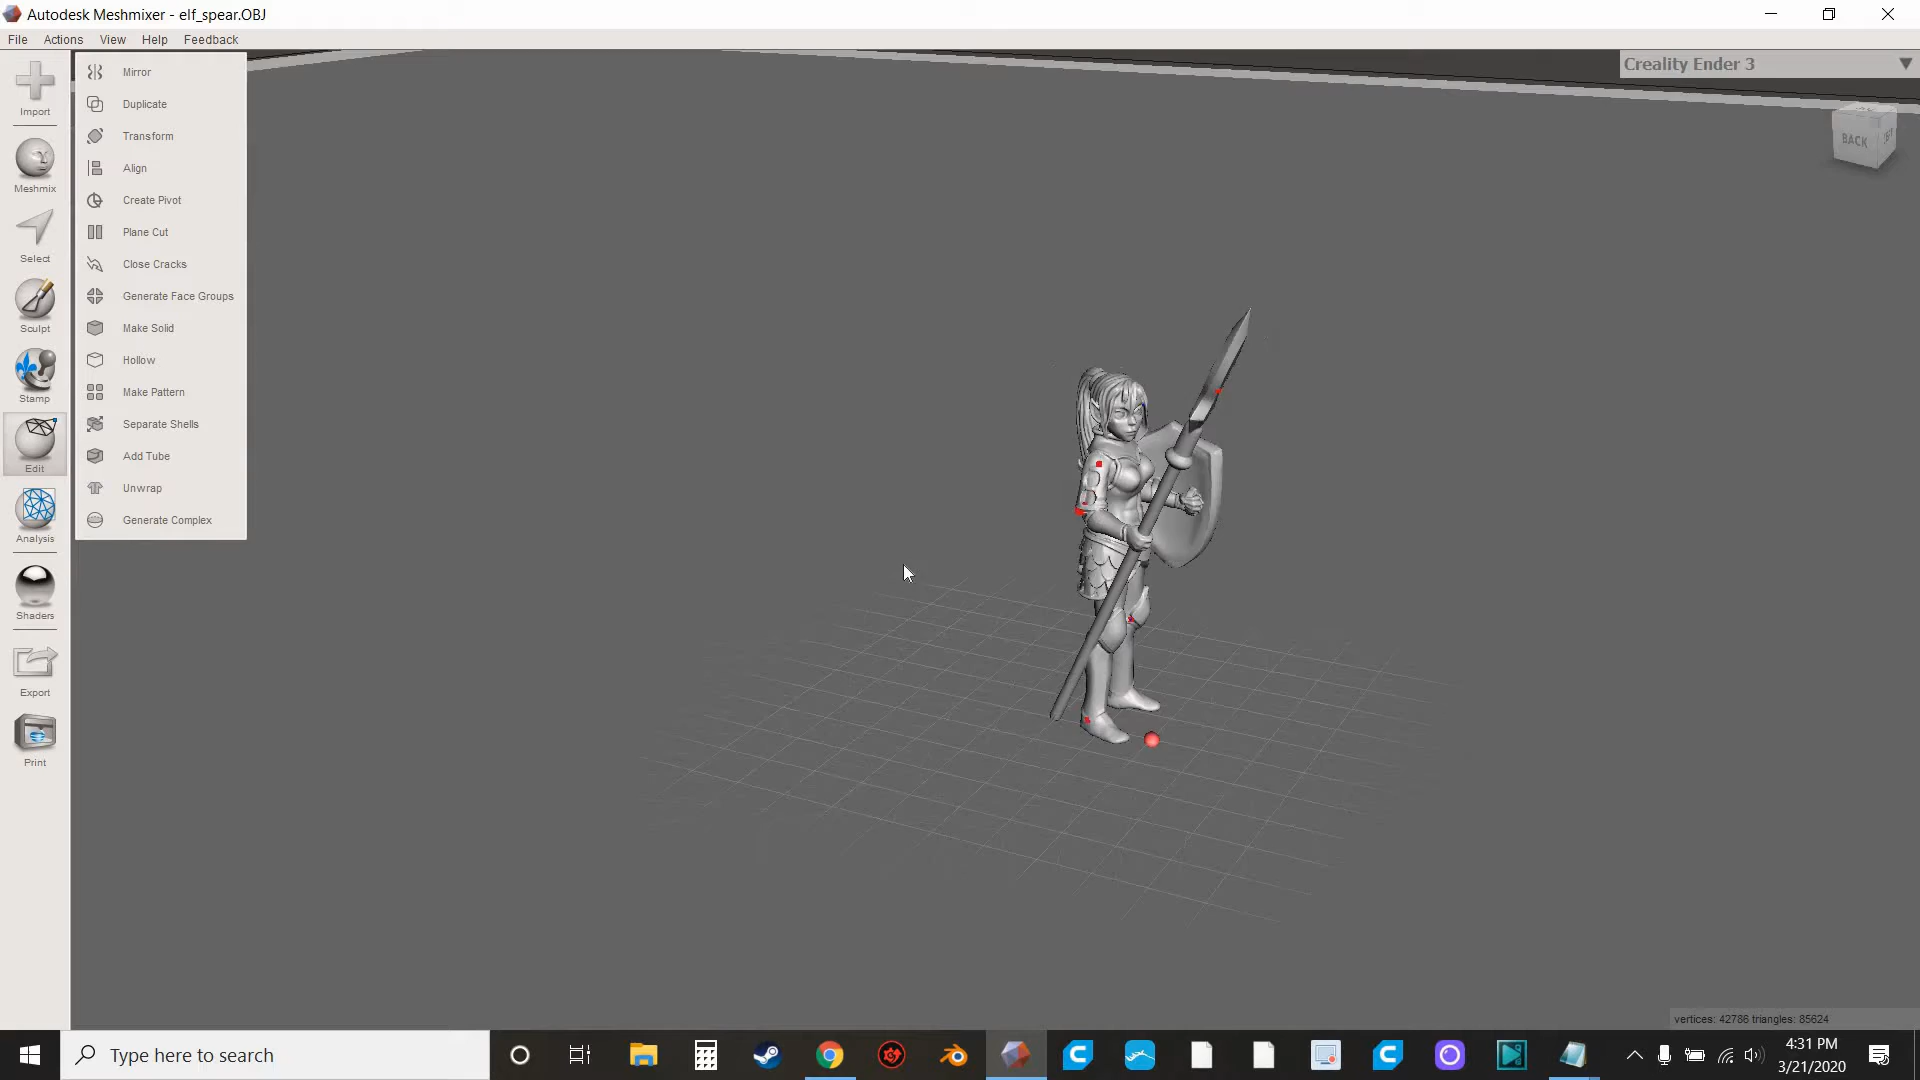 Autodesk Meshmixer - elf_spear.OBJ
File Actions View Help Feedback
Creality Ender 3
BACK
Import
Meshmix
Select
Sculpt
Stamp
Edit
Analysis
Shaders
Export
Print
Mirror
Duplicate
Transform
Align
Create Pivot
Plane Cut
Close Cracks
Generate Face Groups
Make Solid
Hollow
Make Pattern
Separate Shells
Add Tube
Unwrap
Generate Complex
vertices: 42786 triangles: 85624
Type here to search
4:31 PM
3/21/2020